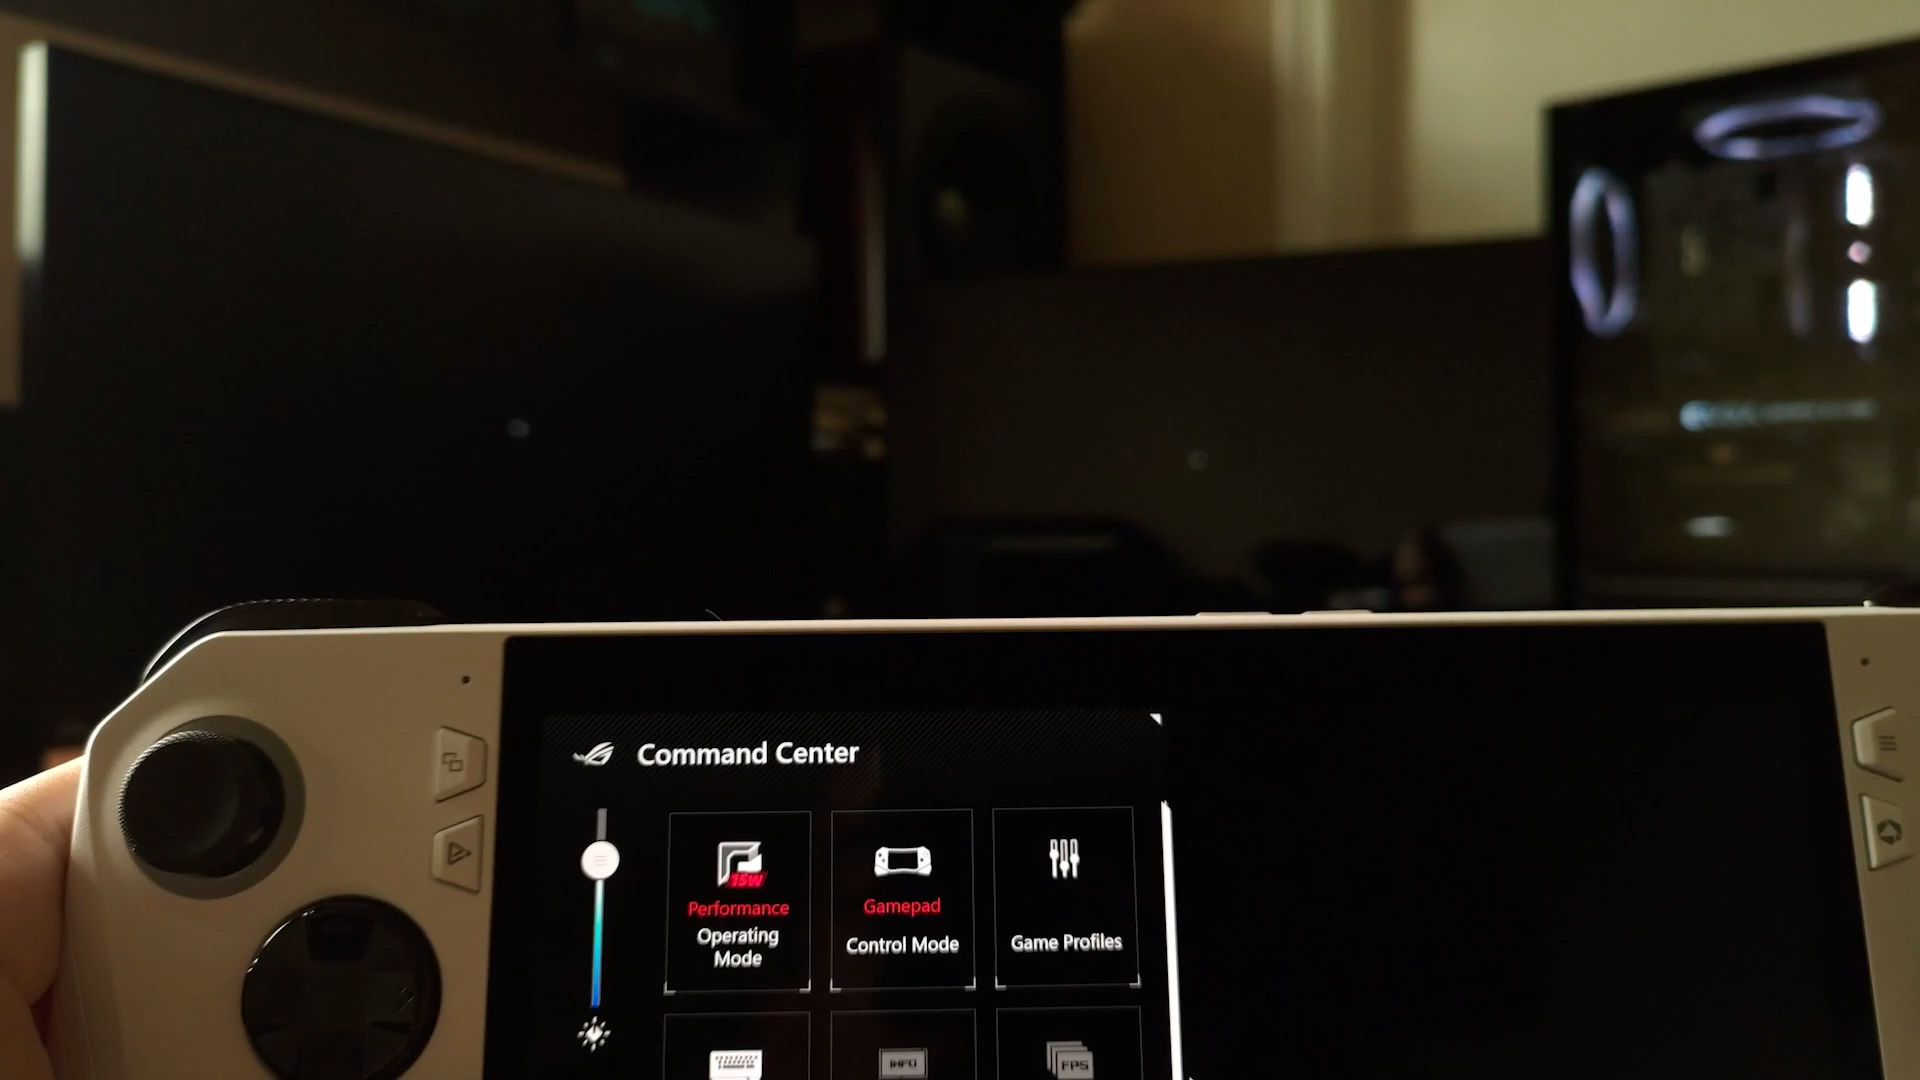 Command Center
15W
Performance
Operating
Mode
Gamepad
Control Mode
Game Profiles
INFO
FPS